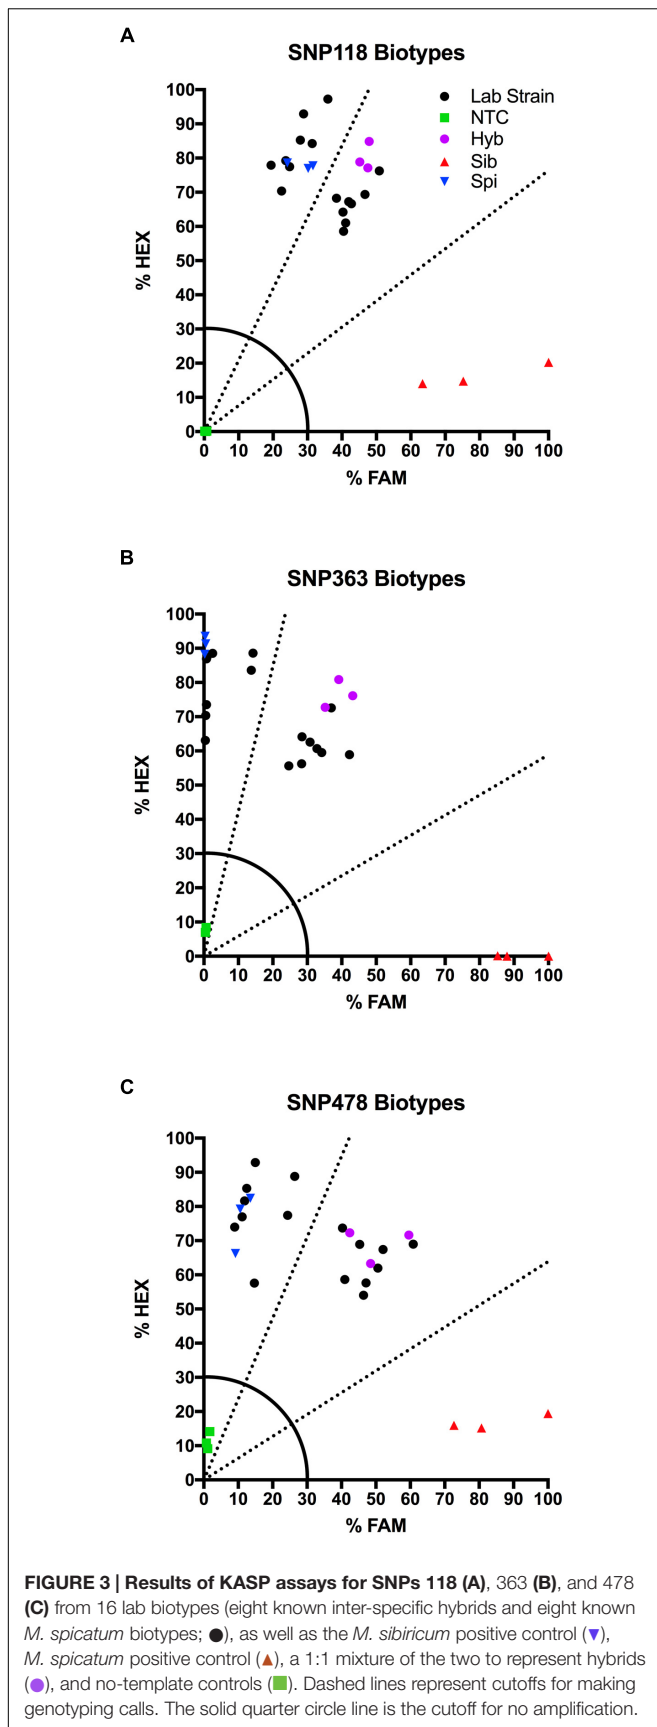 A
SNP118 Biotypes
100
90
80
70
60
50
40
30
20
10
0
% HEX
Lab Strain
NTC
Hyb
Sib
Spi
0 10 20 30 40 50 60 70 80 90 100
% FAM
B
SNP363 Biotypes
100
90
80
70
60
50
40
30
20
10
0
% HEX
0 10 20 30 40 50 60 70 80 90 100
% FAM
C
SNP478 Biotypes
100
90
80
70
60
50
40
30
20
10
0
% HEX
0 10 20 30 40 50 60 70 80 90 100
% FAM
FIGURE 3 | Results of KASP assays for SNPs 118 (A), 363 (B), and 478
(C) from 16 lab biotypes (eight known inter-specific hybrids and eight known
M. spicatum biotypes; ●), as well as the M. sibiricum positive control (▼),
M. spicatum positive control (▲), a 1:1 mixture of the two to represent hybrids
(●), and no-template controls (■). Dashed lines represent cutoffs for making
genotyping calls. The solid quarter circle line is the cutoff for no amplification.